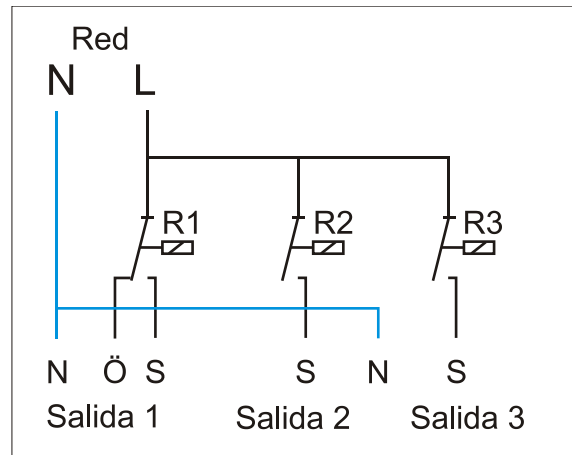 Red
N L
R1 R2 R3
N Ö S S N S
Salida 1 Salida 2 Salida 3